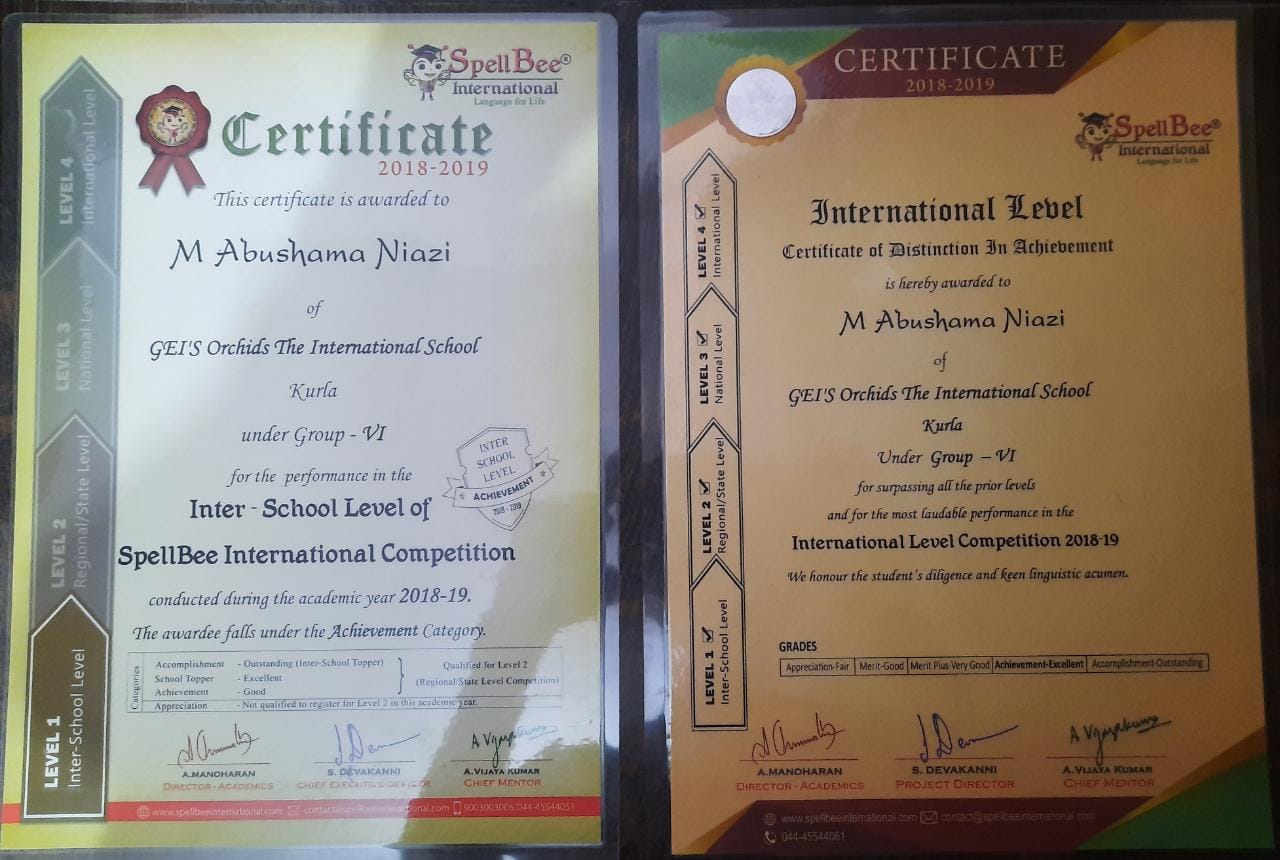 SpellBee®
International
Language for Life
Certificate
2018-2019
This certificate is awarded to
M Abushama Niazi
of
GEI'S Orchids The International School
Kurla
under Group - VI
for the performance in the
Inter - School Level of
SpellBee International Competition
conducted during the academic year 2018-19.
The awardee falls under the Achievement Category.
INTER
SCHOOL
LEVEL
ACHIEVEMENT
2018 - 2019
Categories
Accomplishment - Outstanding (Inter-School Topper)
School Topper - Excellent
Achievement - Good
Qualified for Level 2
(Regional/State Level Competition)
Appreciation - Not qualified to register for Level 2 in this academic year.
A.MANOHARAN
DIRECTOR - ACADEMICS
S. DEVAKANNI
CHIEF EXECUTIVE OFFICER
A Vijayakumar
A.VIJAYA KUMAR
CHIEF MENTOR
www.spellbeeinternational.com contact@spellbeeinternational.com 9003003006/044-45544051
LEVEL 4
International Level
LEVEL 3
National Level
LEVEL 2
Regional/State Level
LEVEL 1
Inter-School Level
CERTIFICATE
2018-2019
SpellBee®
International
Language for Life
International Level
Certificate of Distinction In Achievement
is hereby awarded to
M Abushama Niazi
of
GEI'S Orchids The International School
Kurla
Under Group – VI
for surpassing all the prior levels
and for the most laudable performance in the
International Level Competition 2018-19
We honour the student's diligence and keen linguistic acumen.
GRADES
Appreciation-Fair Merit-Good Merit Plus-Very Good Achievement-Excellent Accomplishment-Outstanding
A.MANOHARAN
DIRECTOR - ACADEMICS
S. DEVAKANNI
PROJECT DIRECTOR
A Vijayakumar
A.VIJAYA KUMAR
CHIEF MENTOR
www.spellbeeinternational.com contact@spellbeeinternational.com
044-45544061
LEVEL 4
International Level
LEVEL 3
National Level
LEVEL 2
Regional/State Level
LEVEL 1
Inter-School Level